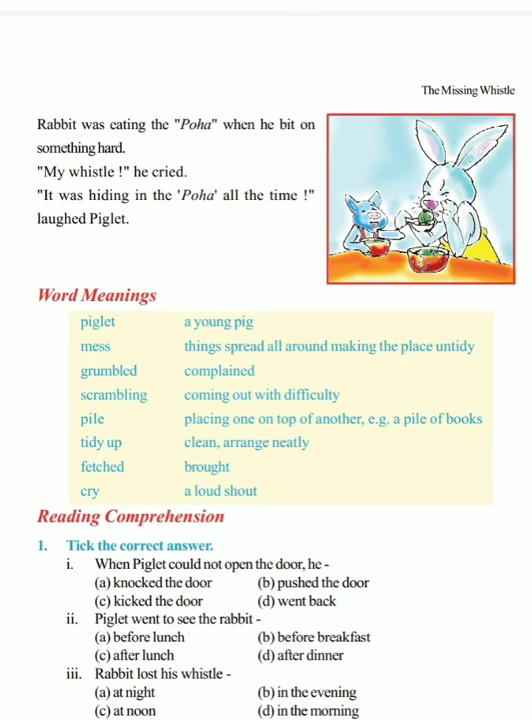 The Missing Whistle
Rabbit was eating the "Poha" when he bit on
something hard.
"My whistle !" he cried.
"It was hiding in the 'Poha' all the time !"
laughed Piglet.
Word Meanings
piglet a young pig
mess things spread all around making the place untidy
grumbled complained
scrambling coming out with difficulty
pile placing one on top of another, e.g. a pile of books
tidy up clean, arrange neatly
fetched brought
cry a loud shout
Reading Comprehension
1. Tick the correct answer.
i. When Piglet could not open the door, he -
(a) knocked the door (b) pushed the door
(c) kicked the door (d) went back
ii. Piglet went to see the rabbit -
(a) before lunch (b) before breakfast
(c) after lunch (d) after dinner
iii. Rabbit lost his whistle -
(a) at night (b) in the evening
(c) at noon (d) in the morning